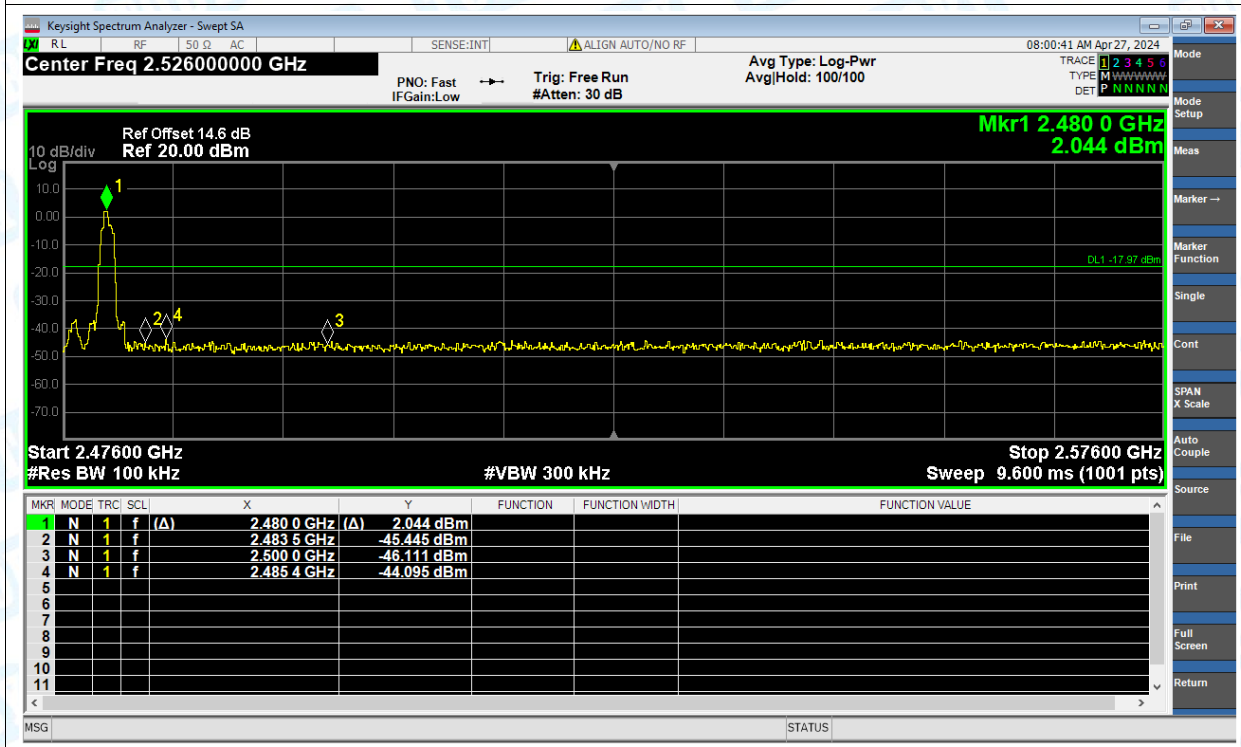 Keysight Spectrum Analyzer - Swept SA
LXI RL RF 50 Ω AC SENSE:INT ALIGN AUTO/NO RF 08:00:41 AM Apr 27, 2024
Center Freq 2.526000000 GHz
PNO: Fast
IFGain:Low
Trig: Free Run
#Atten: 30 dB
Avg Type: Log-Pwr
Avg|Hold: 100/100
TRACE 1 2 3 4 5 6
TYPE M WWWWW
DET P N N N N N
Ref Offset 14.6 dB
Ref 20.00 dBm
Mkr1 2.480 0 GHz
2.044 dBm
10 dB/div
Log
10.0
0.00
-10.0
-20.0
-30.0
-40.0
-50.0
-60.0
-70.0
1
2
4
3
DL1 -17.97 dBm
Start 2.47600 GHz
Stop 2.57600 GHz
#Res BW 100 kHz
#VBW 300 kHz
Sweep 9.600 ms (1001 pts)
MKR MODE TRC SCL X Y FUNCTION FUNCTION WIDTH FUNCTION VALUE
1 N 1 f (Δ) 2.480 0 GHz (Δ) 2.044 dBm
2 N 1 f 2.483 5 GHz -45.445 dBm
3 N 1 f 2.500 0 GHz -46.111 dBm
4 N 1 f 2.485 4 GHz -44.095 dBm
5
6
7
8
9
10
11
MSG
STATUS
Mode
Mode
Setup
Meas
Marker →
Marker
Function
Single
Cont
SPAN
X Scale
Auto
Couple
Source
File
Print
Full
Screen
Return